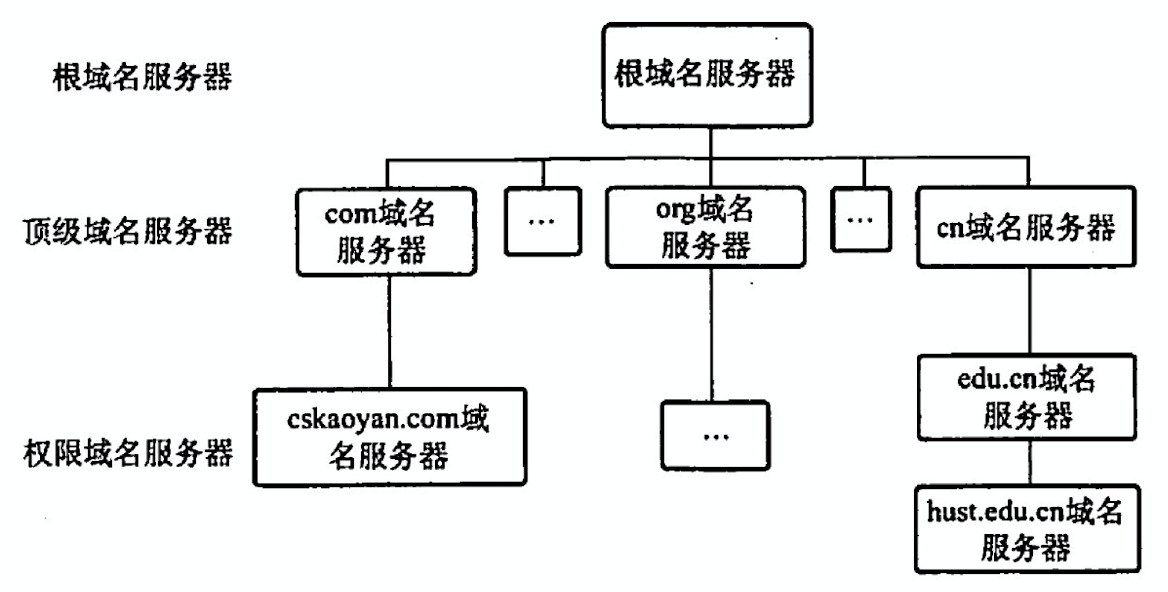 根域名服务器
根域名服务器
顶级域名服务器
com域名
服务器
...
org域名
服务器
...
cn域名服务器
权限域名服务器
cskaoyan.com域
名服务器
...
edu.cn域名
服务器
hust.edu.cn域名
服务器